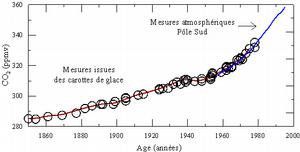 360
340
320
300
280
CO2 (ppmv)
Mesures atmosphériques
Pôle Sud
Mesures issues
des carottes de glace
1860 1880 1900 1920 1940 1960 1980 2000
Age (années)